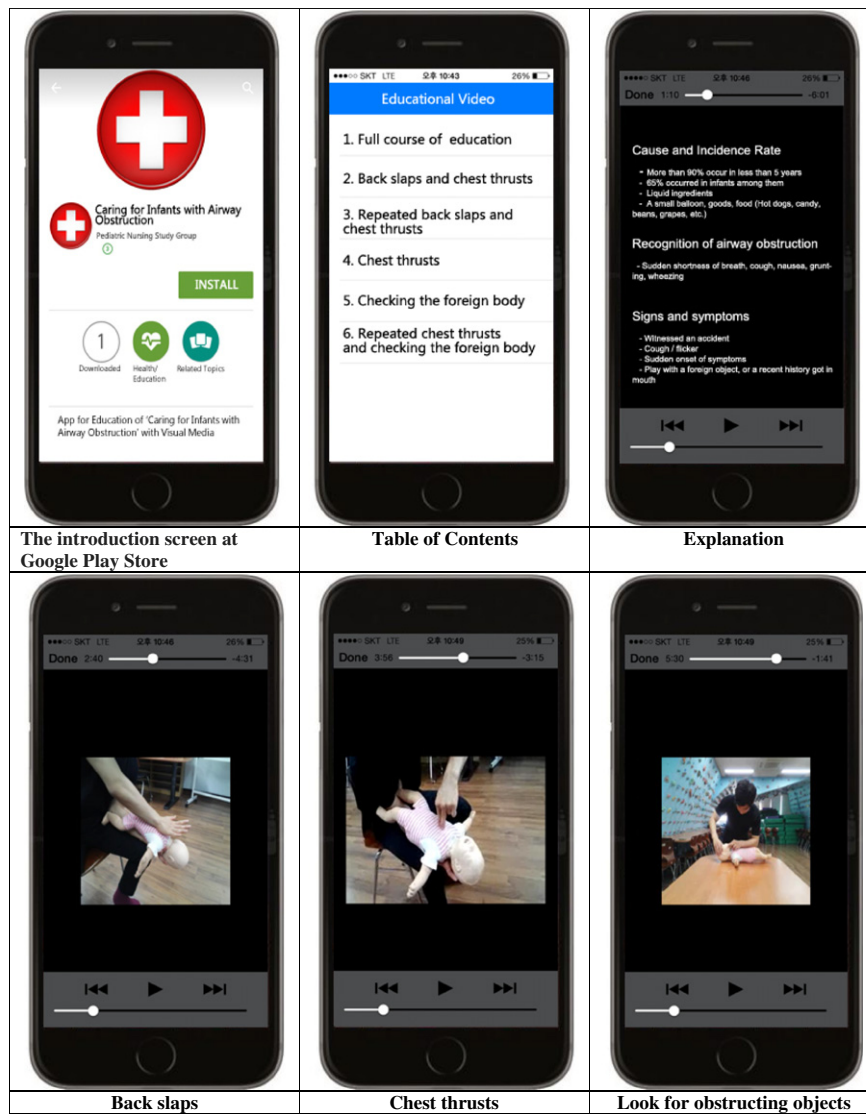 Caring for Infants with Airway
Obstruction
Pediatric Nursing Study Group
3
INSTALL
1
Downloaded
Health/
Education
Related Topics
App for Education of 'Caring for Infants with
Airway Obstruction' with Visual Media
The introduction screen at
Google Play Store
SKT LTE 오후 10:43 26%
Educational Video
1. Full course of education
2. Back slaps and chest thrusts
3. Repeated back slaps and
chest thrusts
4. Chest thrusts
5. Checking the foreign body
6. Repeated chest thrusts
and checking the foreign body
Table of Contents
SKT LTE 오후 10:46 26%
Done 1:10 -6:01
Cause and Incidence Rate
- More than 90% occur in less than 5 years
- 65% occurred in infants among them
- Liquid ingredients
- A small balloon, goods, food (Hot dogs, candy,
beans, grapes, etc.)
Recognition of airway obstruction
- Sudden shortness of breath, cough, nausea, grunt-
ing, wheezing
Signs and symptoms
- Witnessed an accident
- Cough / flicker
- Sudden onset of symptoms
- Play with a foreign object, or a recent history got in
mouth
Explanation
SKT LTE 오후 10:46 26%
Done 2:40 -4:31
Back slaps
SKT LTE 오후 10:49 25%
Done 3:56 -3:15
Chest thrusts
SKT LTE 오후 10:49 25%
Done 5:30 -1:41
Look for obstructing objects